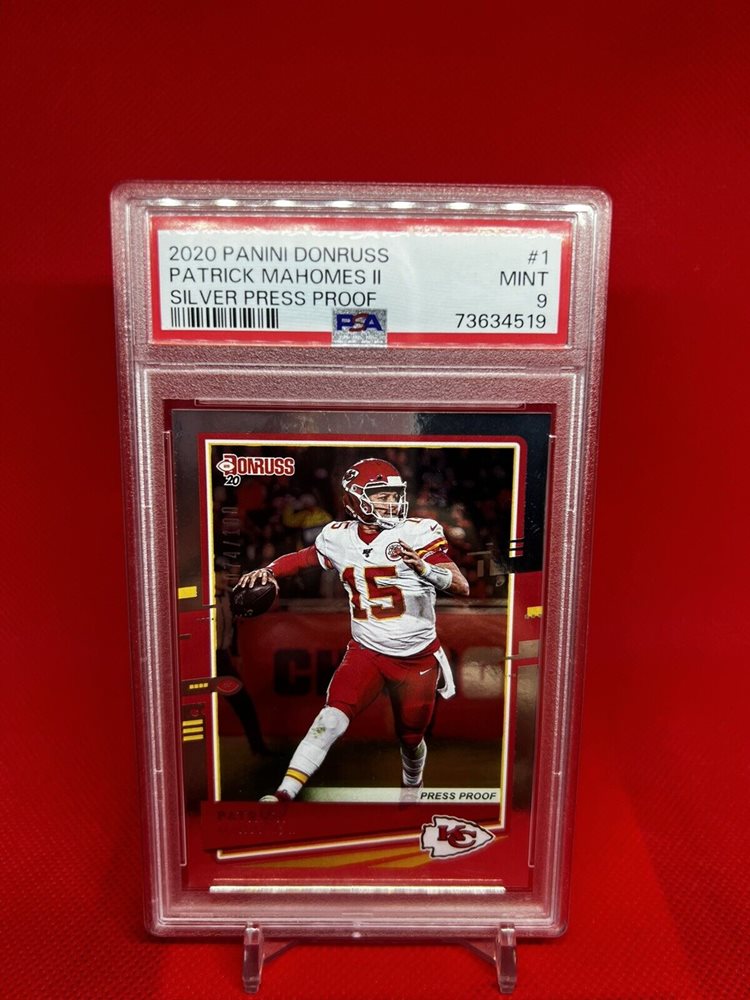 2020 PANINI DONRUSS #1
PATRICK MAHOMES II MINT
SILVER PRESS PROOF 9
PSA 73634519
DONRUSS
20
15
15
PRESS PROOF
KC